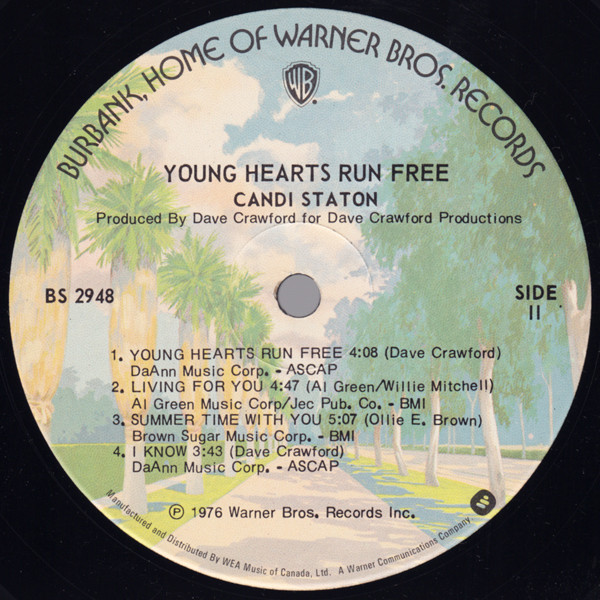 BURBANK, HOME OF WARNER BROS. RECORDS
WB
YOUNG HEARTS RUN FREE
CANDI STATON
Produced By Dave Crawford for Dave Crawford Productions
BS 2948
SIDE
II
1. YOUNG HEARTS RUN FREE 4:08 (Dave Crawford)
DaAnn Music Corp. - ASCAP
2. LIVING FOR YOU 4:47 (Al Green/Willie Mitchell)
Al Green Music Corp/Jec Pub. Co. - BMI
3. SUMMER TIME WITH YOU 5:07 (Ollie E. Brown)
Brown Sugar Music Corp. - BMI
4. I KNOW 3:43 (Dave Crawford)
DaAnn Music Corp. - ASCAP
℗ 1976 Warner Bros. Records Inc.
Manufactured and Distributed By WEA Music of Canada, Ltd. A Warner Communications Company